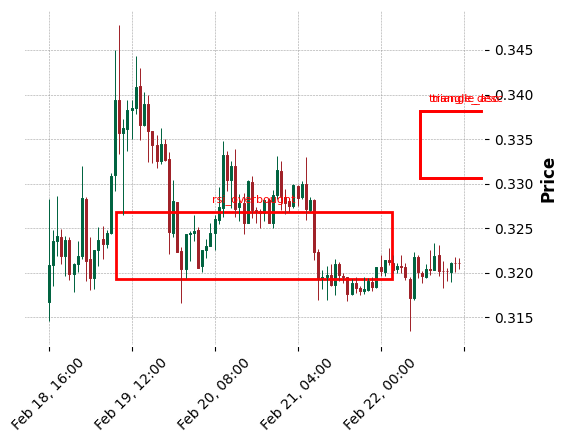 0.345
0.340
0.335
0.330
0.325
0.320
0.315
Price
Feb 18, 16:00
Feb 19, 12:00
Feb 20, 08:00
Feb 21, 04:00
Feb 22, 00:00